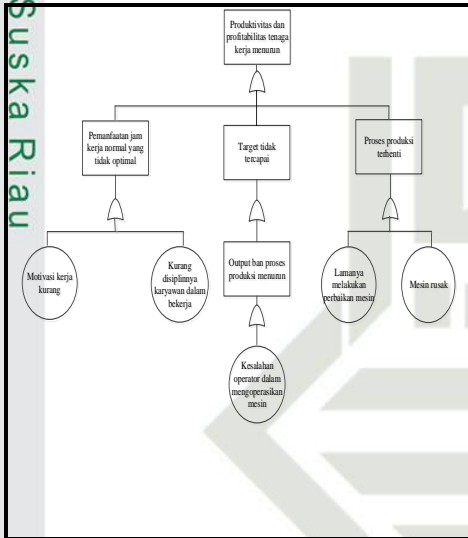 Suska Riau
Produktivitas dan
profitabilitas tenaga
kerja menurun
Pemanfaatan jam
kerja normal yang
tidak optimal
Target tidak
tercapai
Proses produksi
terhenti
Motivasi kerja
kurang
Kurang
disiplinnya
karyawan dalam
bekerja
Output ban proses
produksi menurun
Lamanya
melakukan
perbaikan mesin
Mesin rusak
Kesalahan
operator dalam
mengoperasikan
mesin